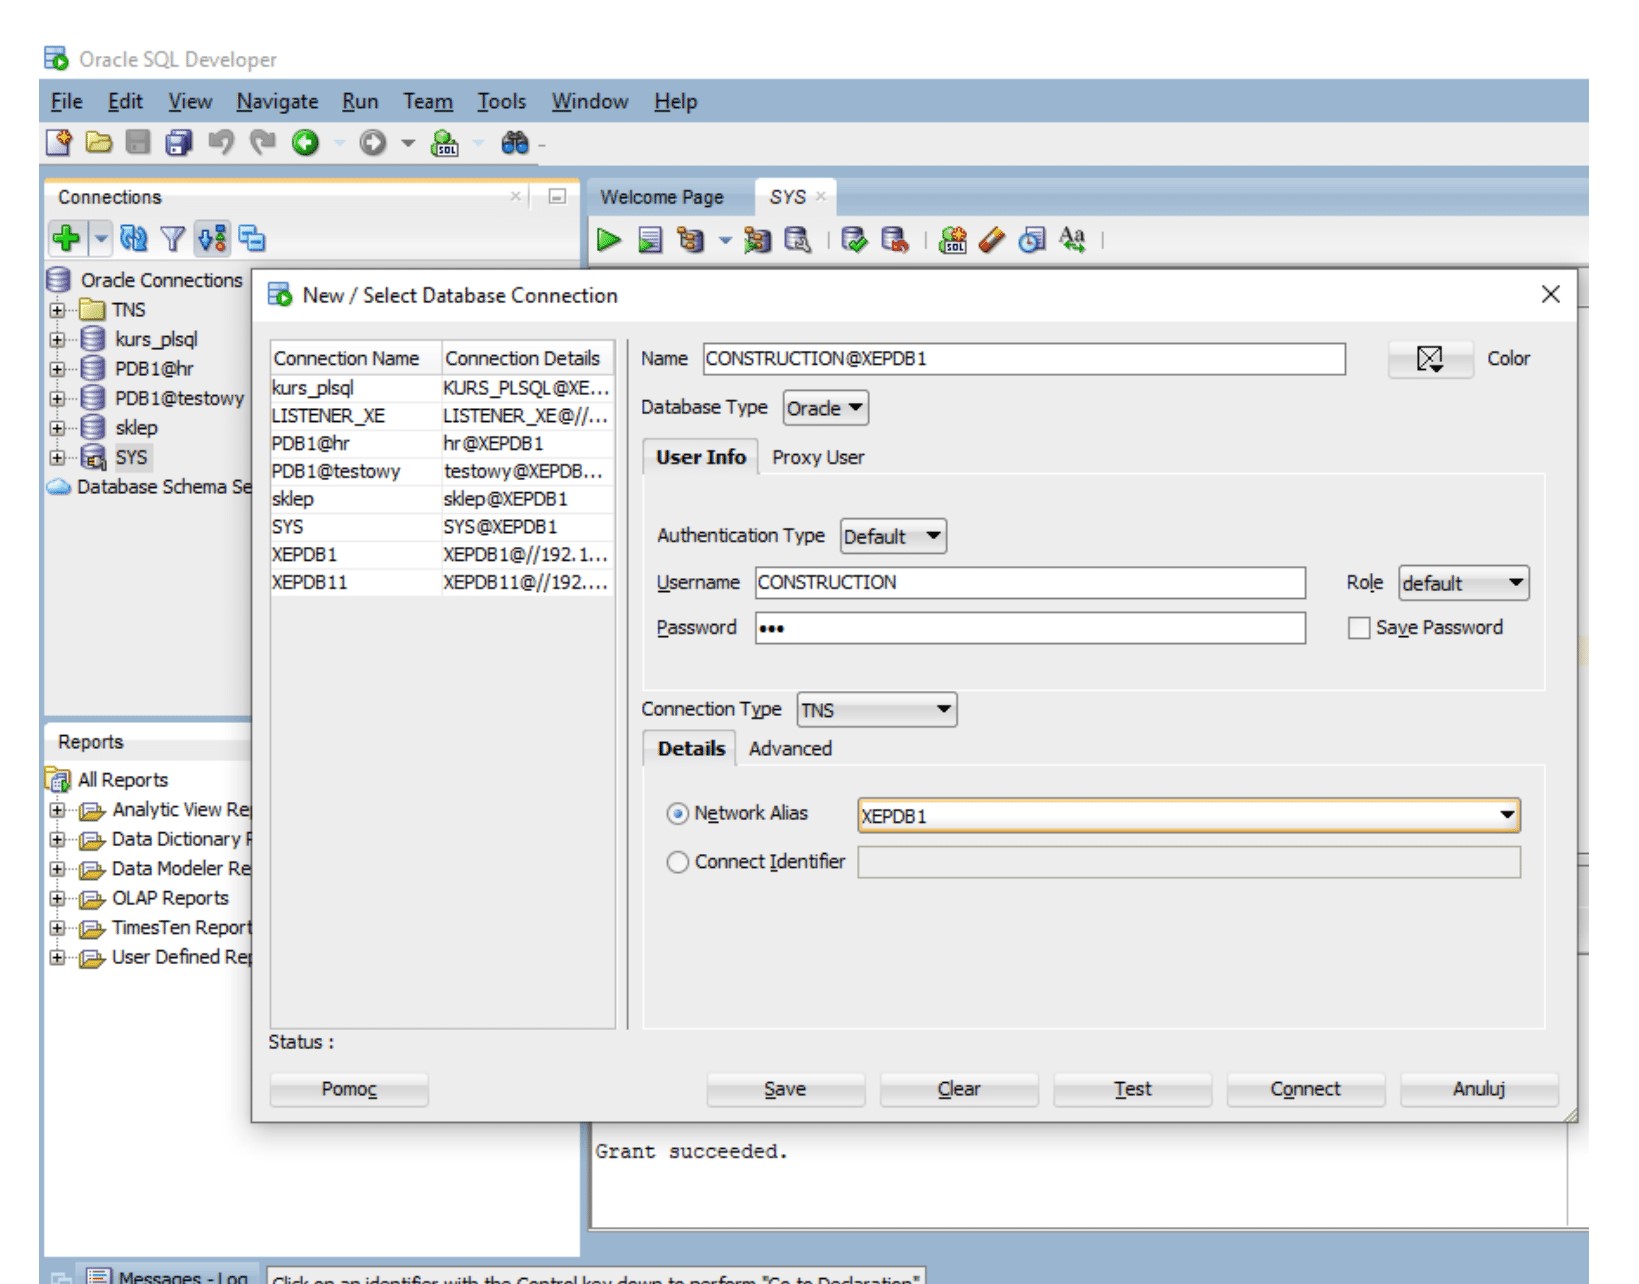 Oracle SQL Developer
File Edit View Navigate Run Team Tools Window Help
Connections
Welcome Page SYS
Oracle Connections
TNS
kurs_plsql
PDB1@hr
PDB1@testowy
sklep
SYS
Database Schema Se
Reports
All Reports
Analytic View Rep
Data Dictionary R
Data Modeler Re
OLAP Reports
TimesTen Report
User Defined Rep
New / Select Database Connection
Connection Name Connection Details
kurs_plsql KURS_PLSQL@XE...
LISTENER_XE LISTENER_XE@//...
PDB1@hr hr@XEPDB1
PDB1@testowy testowy@XEPDB...
sklep sklep@XEPDB1
SYS SYS@XEPDB1
XEPDB1 XEPDB1@//192.1...
XEPDB11 XEPDB11@//192....
Name CONSTRUCTION@XEPDB1 Color
Database Type Oracle
User Info Proxy User
Authentication Type Default
Username CONSTRUCTION Role default
Password ••• Save Password
Connection Type TNS
Details Advanced
Network Alias XEPDB1
Connect Identifier
Status :
Pomoc Save Clear Test Connect Anuluj
Grant succeeded.
Messages - Log
Click on an identifier with the Control key down to perform "Go to Declaration"